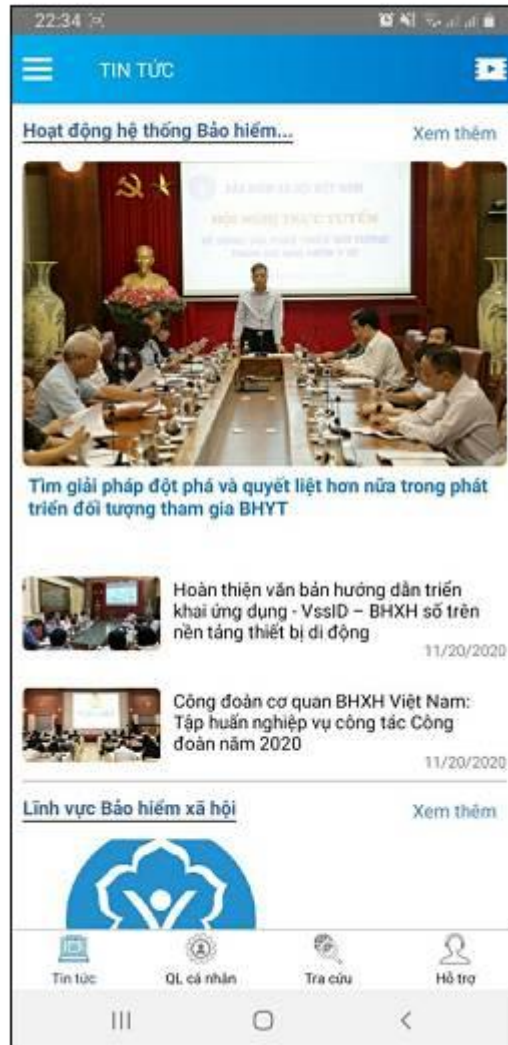 22:34
TIN TỨC
Hoạt động hệ thống Bảo hiểm...
Xem thêm
HỘI NGHỊ TRỰC TUYẾN
Tìm giải pháp đột phá và quyết liệt hơn nữa trong phát
triển đối tượng tham gia BHYT
Hoàn thiện văn bản hướng dẫn triển
khai ứng dụng - VssID – BHXH số trên
nền tảng thiết bị di động
11/20/2020
Công đoàn cơ quan BHXH Việt Nam:
Tập huấn nghiệp vụ công tác Công
đoàn năm 2020
11/20/2020
Lĩnh vực Bảo hiểm xã hội
Xem thêm
Tin tức
QL cá nhân
Tra cứu
Hỗ trợ